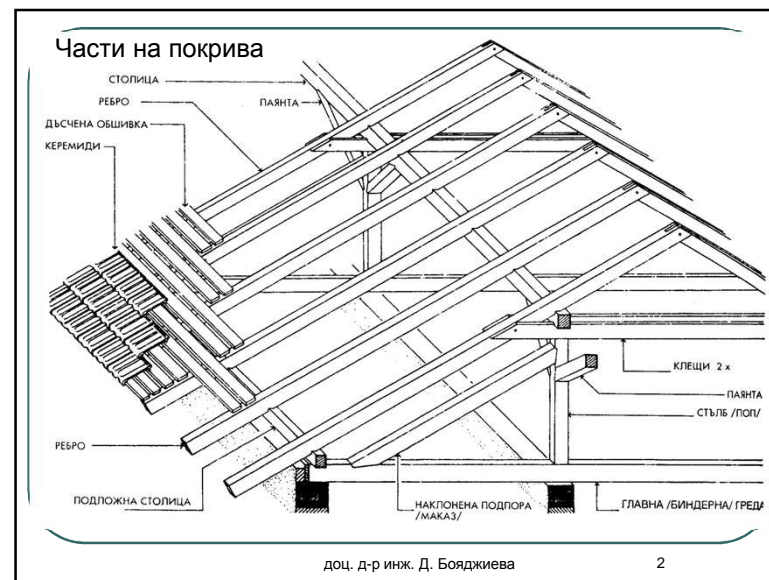 Части на покрива
СТОЛИЦА
РЕБРО
ПАЯНТА
ДЪСЧЕНА ОБШИВКА
КЕРЕМИДИ
КЛЕЩИ 2 х
ПАЯНТА
СТЪЛБ /ПОП/
РЕБРО
ПОДЛОЖНА СТОЛИЦА
НАКЛОНЕНА ПОДПОРА
/МАКАЗ/
ГЛАВНА /БИНДЕРНА/ ГРЕДА
доц. д-р инж. Д. Бояджиева
2